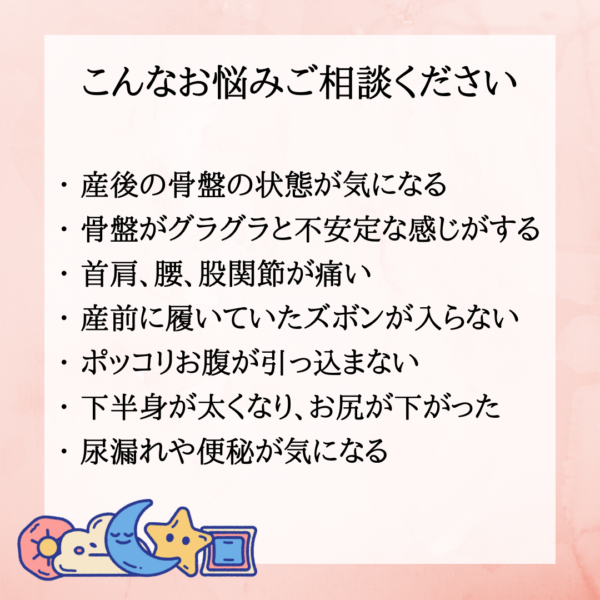 こんなお悩みご相談ください
・産後の骨盤の状態が気になる
・骨盤がグラグラと不安定な感じがする
・首肩、腰、股関節が痛い
・産前に履いていたズボンが入らない
・ポッコリお腹が引っ込まない
・下半身が太くなり、お尻が下がった
・尿漏れや便秘が気になる